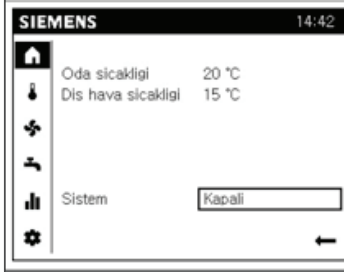 SIEMENS 14:42
Oda sicakligi 20 °C
Dis hava sicakligi 15 °C
Sistem Kapali